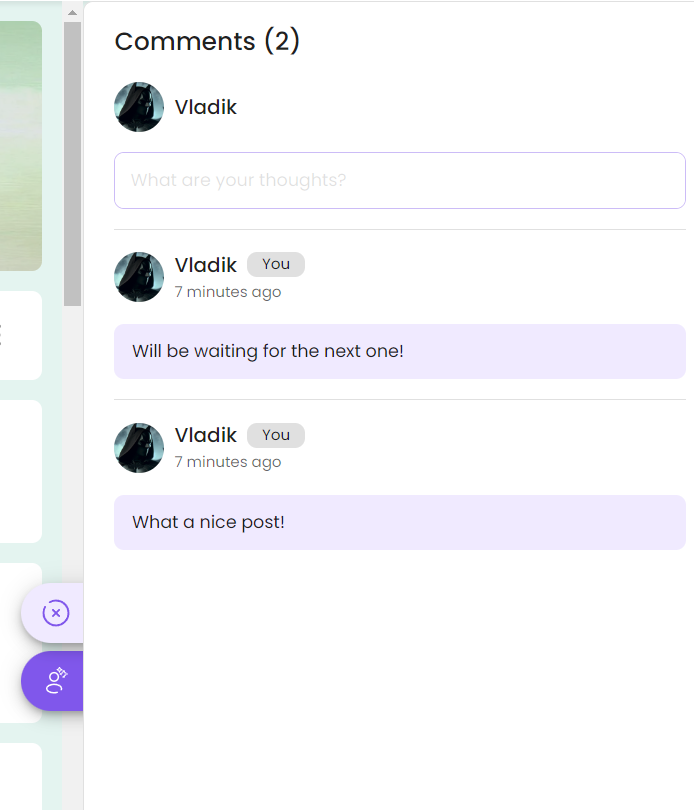 Comments (2)
Vladik
What are your thoughts?
Vladik You
7 minutes ago
Will be waiting for the next one!
Vladik You
7 minutes ago
What a nice post!